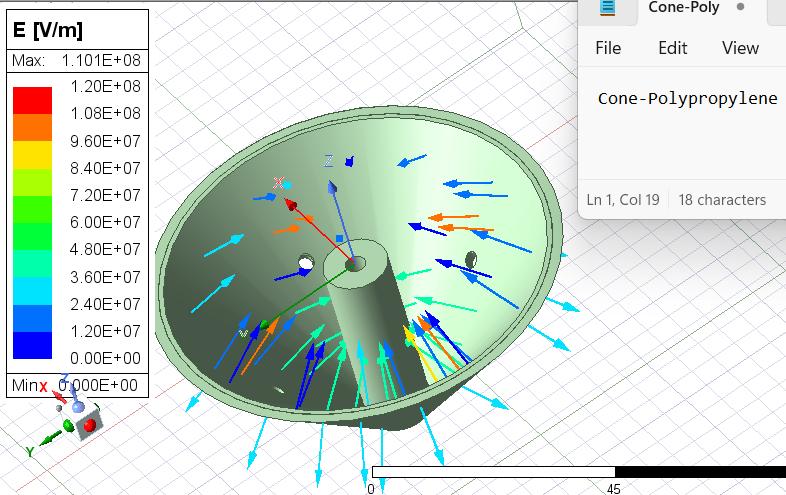 E [V/m]
Max: 1.101E+08
1.20E+08
1.08E+08
9.60E+07
8.40E+07
7.20E+07
6.00E+07
4.80E+07
3.60E+07
2.40E+07
1.20E+07
0.00E+00
Min: 0.000E+00
X
Z
Y
X
Z
0
45
Cone-Poly
File Edit View
Cone-Polypropylene
Ln 1, Col 19 18 characters